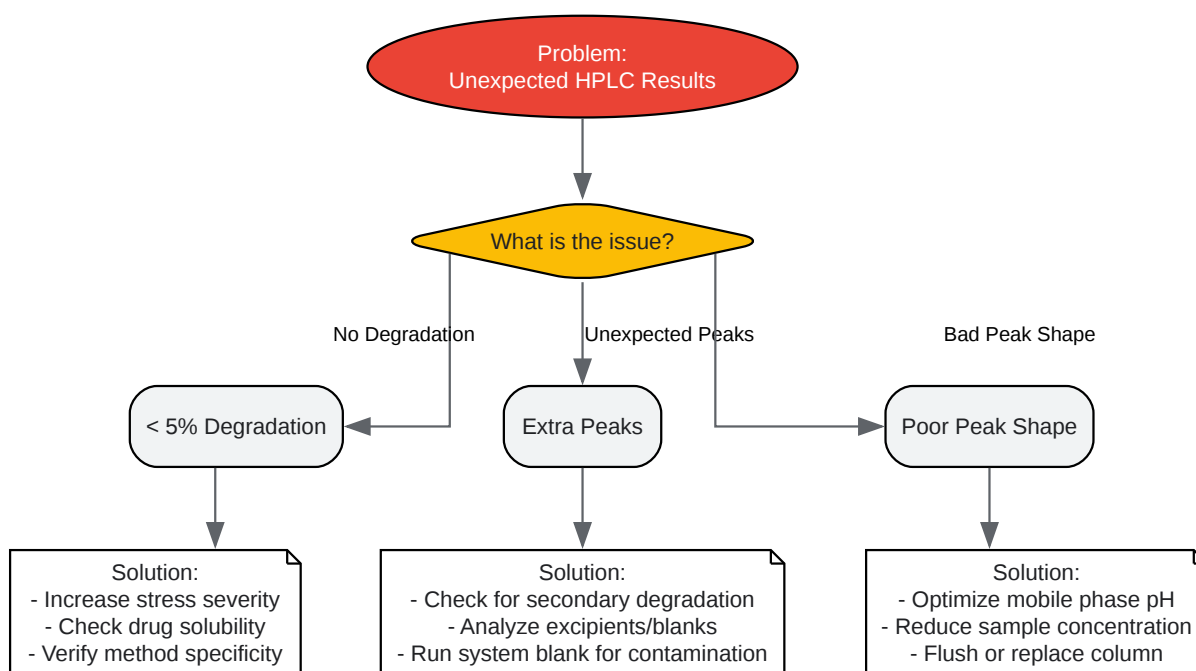 Problem:
Unexpected HPLC Results
What is the issue?
No Degradation
Unexpected Peaks
Bad Peak Shape
< 5% Degradation
Extra Peaks
Poor Peak Shape
Solution:
- Increase stress severity
- Check drug solubility
- Verify method specificity
Solution:
- Check for secondary degradation
- Analyze excipients/blanks
- Run system blank for contamination
Solution:
- Optimize mobile phase pH
- Reduce sample concentration
- Flush or replace column